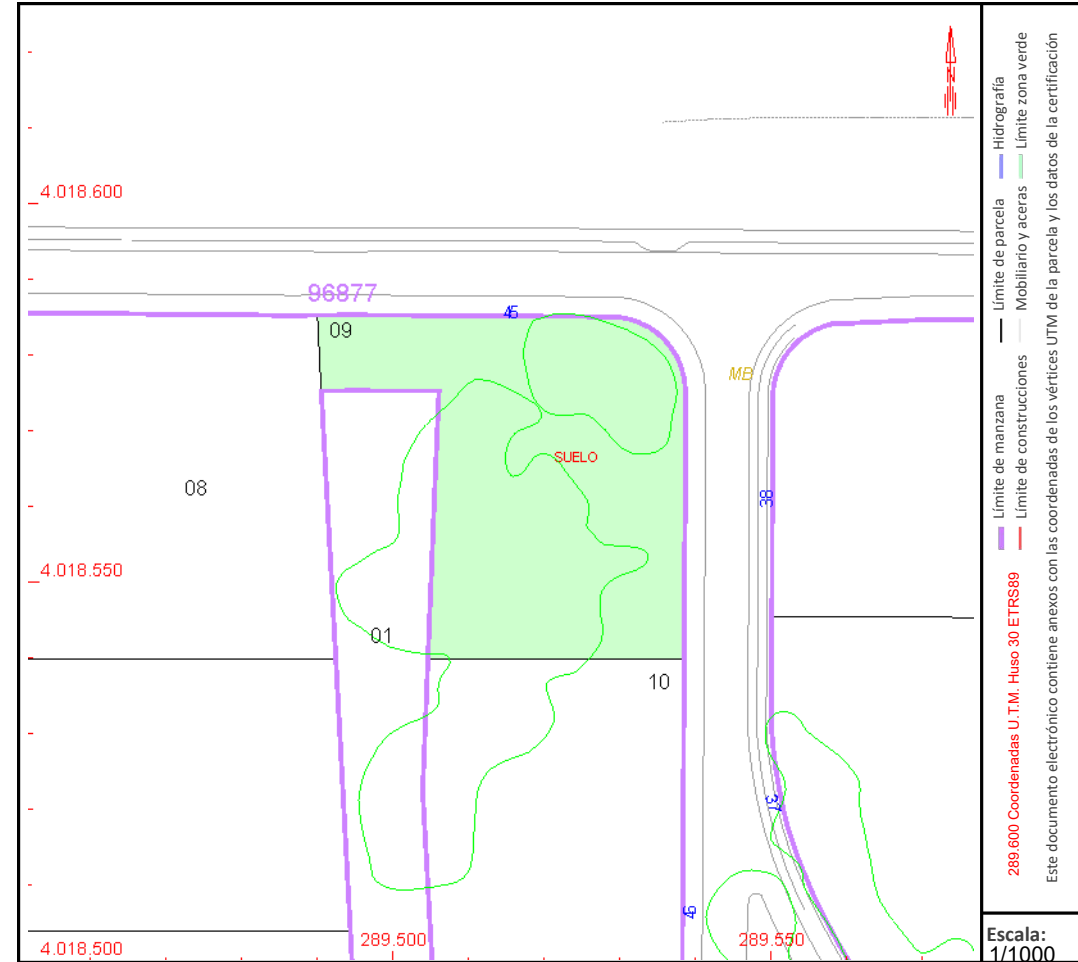 4.018.600
96877
45
09
MB
SUELO
08
38
4.018.550
01
10
37
46
4.018.500
289.500
289.550
N
Límite de manzana
Límite de parcela
Hidrografía
Límite de construcciones
Mobiliario y aceras
Límite zona verde
289.600 Coordenadas U.T.M. Huso 30 ETRS89
Este documento electrónico contiene anexos con las coordenadas de los vértices UTM de la parcela y los datos de la certificación
Escala:
1/1000